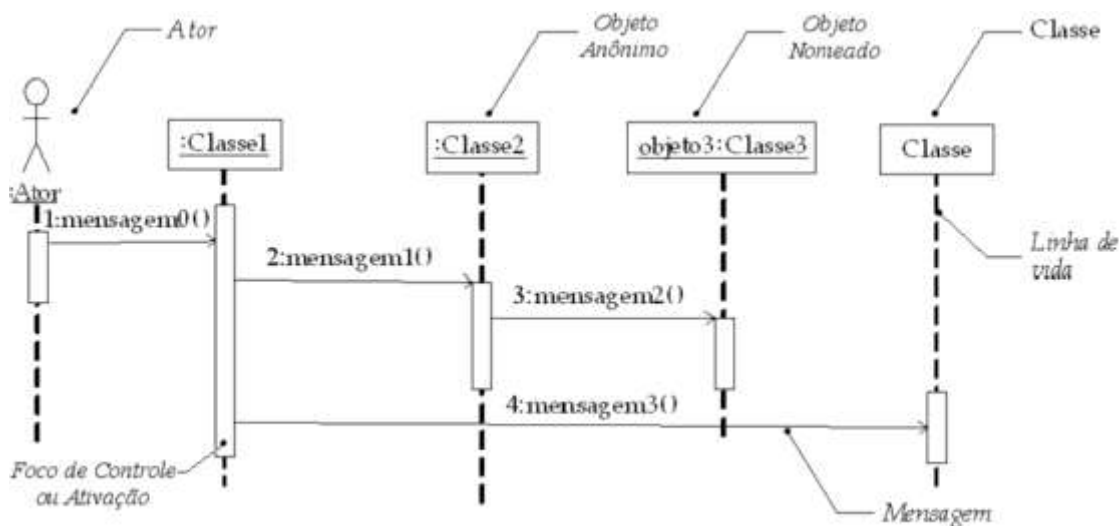 Ator
Objeto
Anônimo
Objeto
Nomeado
Classe
:Classe1
:Classe2
objeto3:Classe3
Classe
:Ator
1:mensagem0()
2:mensagem1()
3:mensagem2()
Linha de
vida
4:mensagem3()
Foco de Controle
ou Ativação
Mensagem